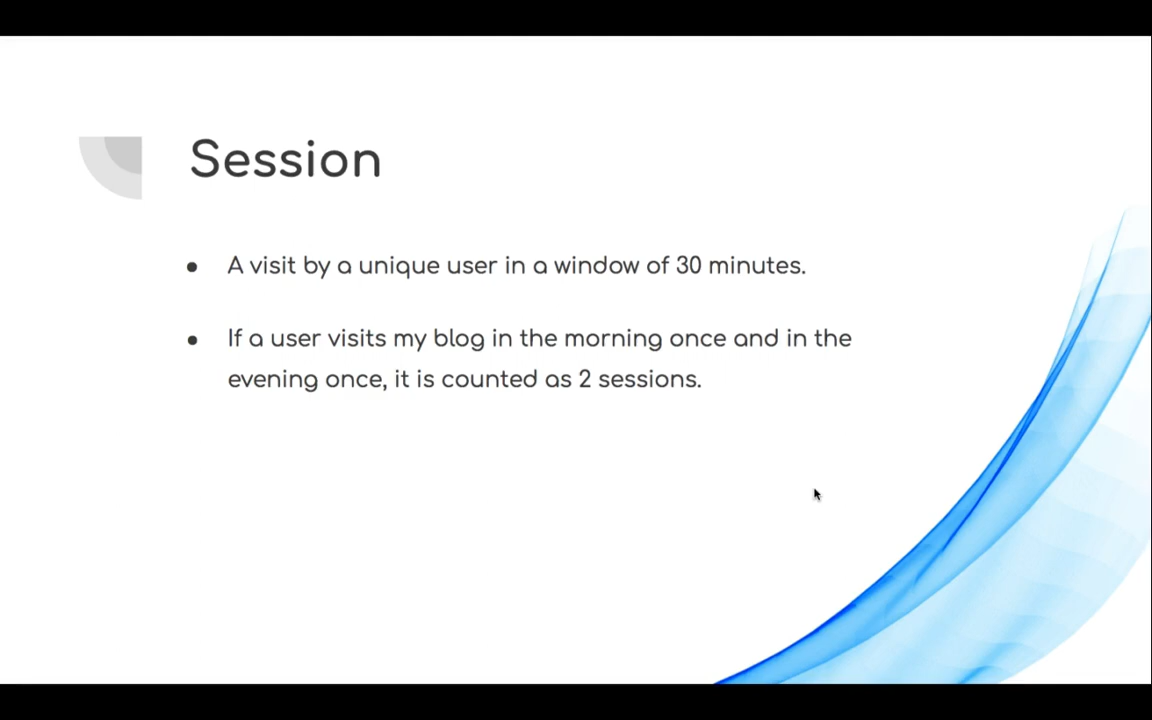 Session
• A visit by a unique user in a window of 30 minutes.
• If a user visits my blog in the morning once and in the
evening once, it is counted as 2 sessions.